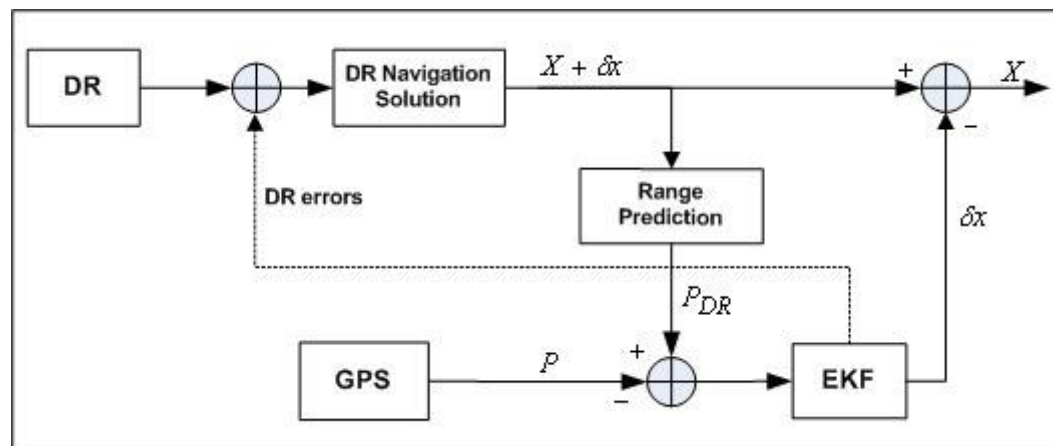 DR
DR Navigation
Solution
X + δx
+
X
−
Range
Prediction
DR errors
δx
P_DR
GPS
P
+
−
EKF